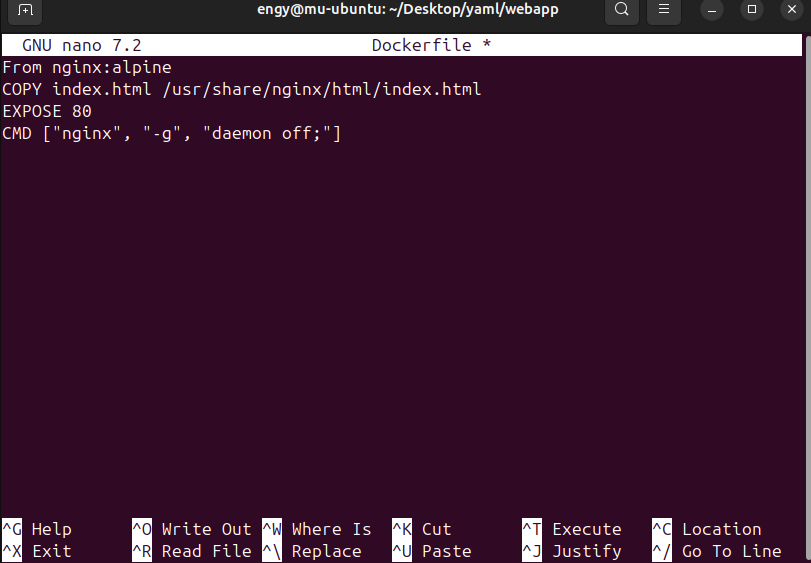 engy@mu-ubuntu: ~/Desktop/yaml/webapp
GNU nano 7.2 Dockerfile *
From nginx:alpine
COPY index.html /usr/share/nginx/html/index.html
EXPOSE 80
CMD ["nginx", "-g", "daemon off;"]
^G Help ^O Write Out ^W Where Is ^K Cut ^T Execute ^C Location
^X Exit ^R Read File ^\ Replace ^U Paste ^J Justify ^/ Go To Line